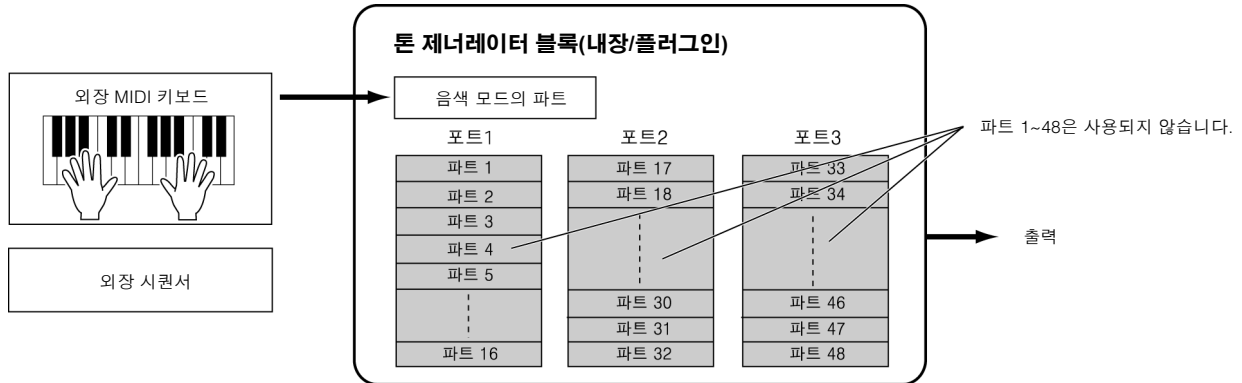 톤 제너레이터 블록(내장/플러그인)
외장 MIDI 키보드
음색 모드의 파트
포트1
포트2
포트3
파트 1~48은 사용되지 않습니다.
파트 1
파트 17
파트 33
파트 2
파트 18
파트 34
파트 3
파트 4
출력
파트 5
외장 시퀀서
파트 30
파트 46
파트 31
파트 47
파트 16
파트 32
파트 48